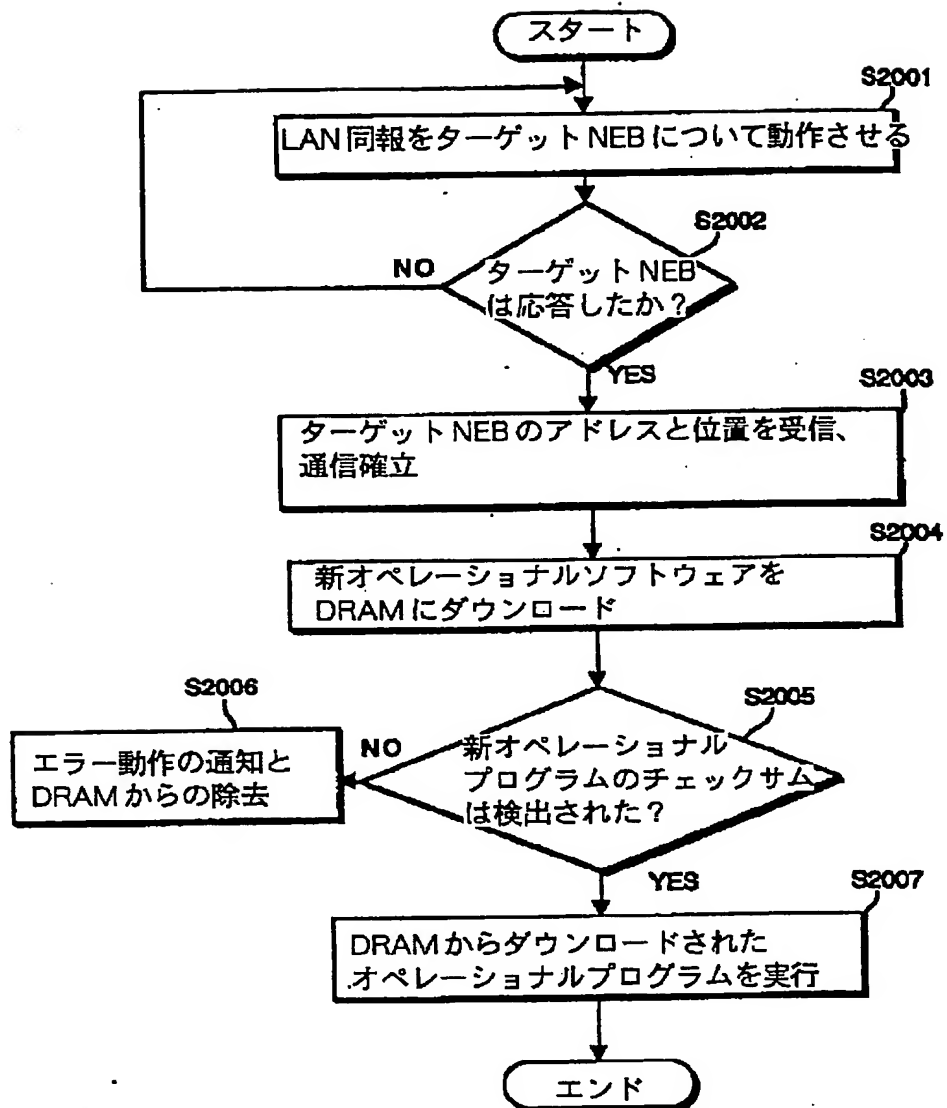 スタート
S2001
LAN同報をターゲットNEBについて動作させる
S2002
NO
ターゲットNEB
は応答したか？
YES
S2003
ターゲットNEBのアドレスと位置を受信、
通信確立
S2004
新オペレーショナルソフトウェアを
DRAMにダウンロード
S2006
エラー動作の通知と
DRAMからの除去
S2005
NO
新オペレーショナル
プログラムのチェックサム
は検出された？
YES
S2007
DRAMからダウンロードされた
オペレーショナルプログラムを実行
エンド